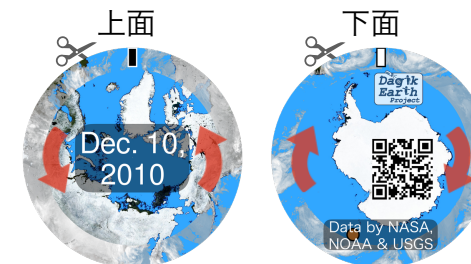 上面
Dec. 10,
2010
下面
Dagik
Earth
Project
Data by NASA,
NOAA & USGS